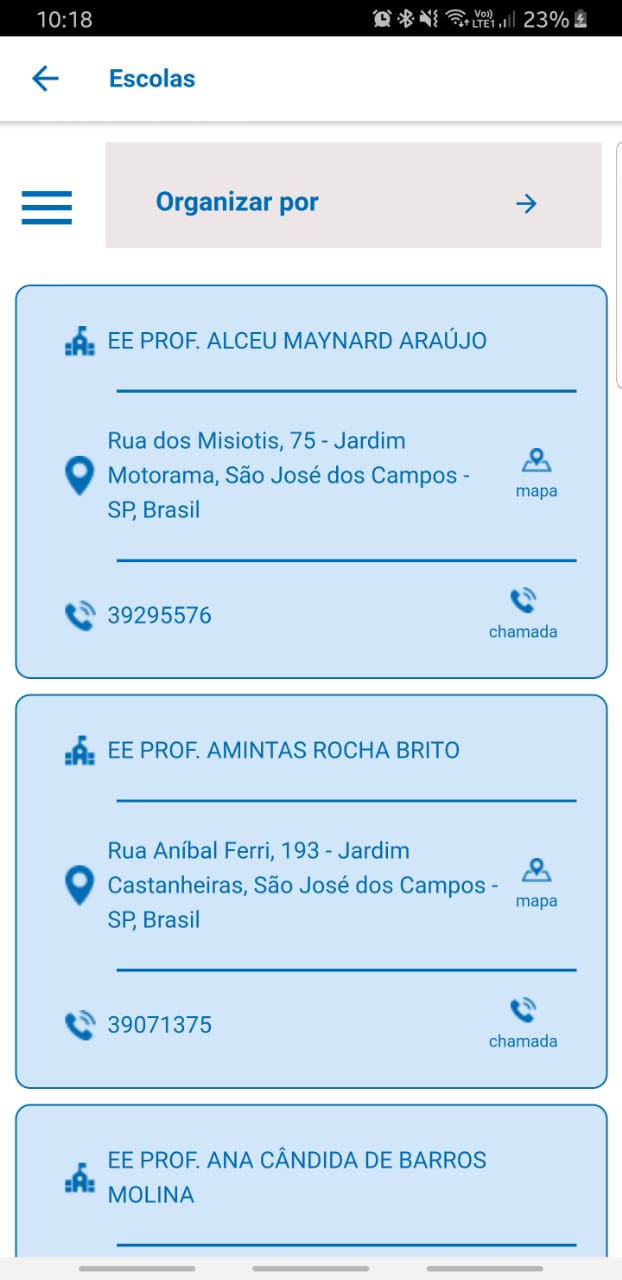 10:18
Vo))
LTE1
23%
Escolas
Organizar por
EE PROF. ALCEU MAYNARD ARAÚJO
Rua dos Misiotis, 75 - Jardim
Motorama, São José dos Campos -
SP, Brasil
mapa
39295576
chamada
EE PROF. AMINTAS ROCHA BRITO
Rua Aníbal Ferri, 193 - Jardim
Castanheiras, São José dos Campos -
SP, Brasil
mapa
39071375
chamada
EE PROF. ANA CÂNDIDA DE BARROS
MOLINA